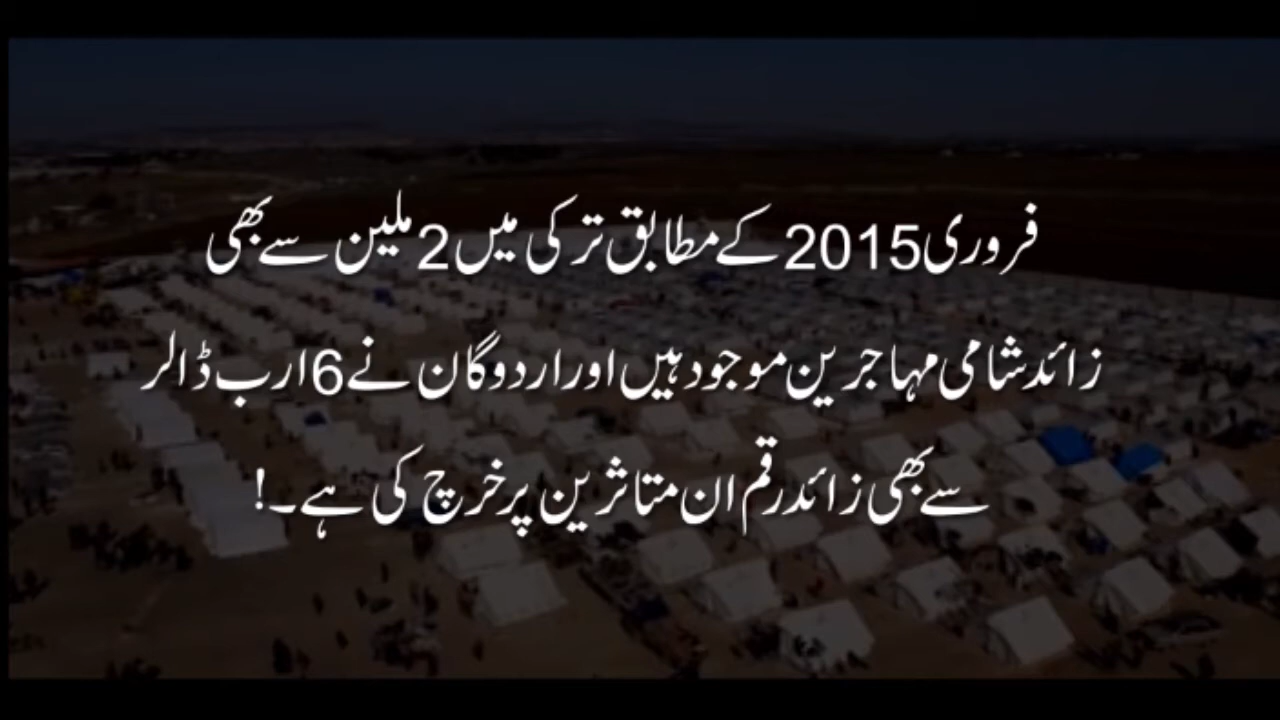 فروری 2015 کے مطابق ترکی میں 2 ملین سے بھی
زائد شامی مہاجرین موجود ہیں اور اردوگان نے 6 ارب ڈالر
سے بھی زائد رقم ان متاثرین پر خرچ کی ہے۔!